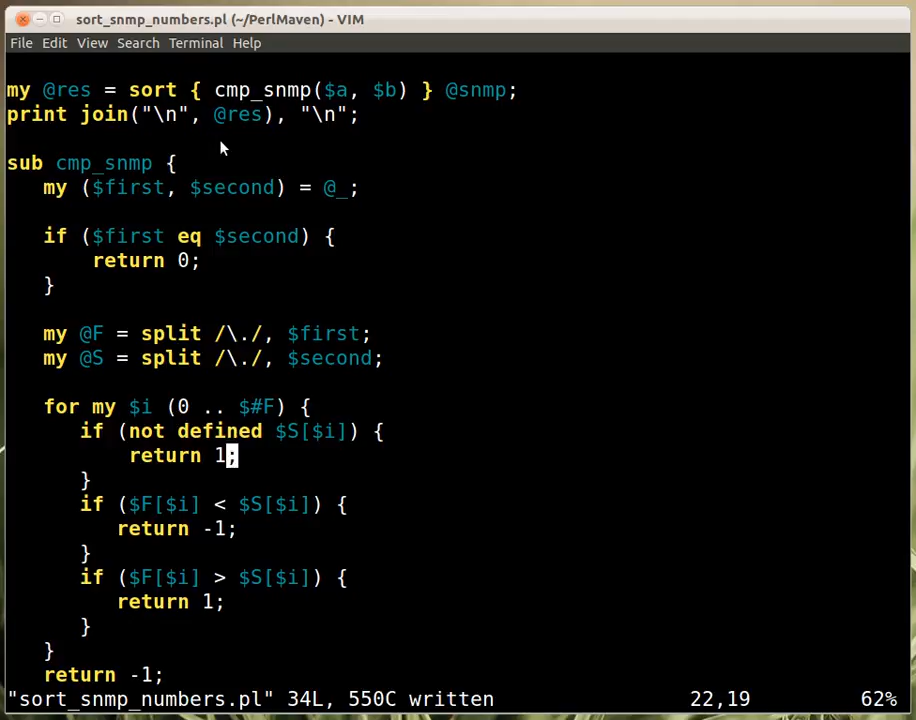 sort_snmp_numbers.pl (~/PerlMaven) - VIM
File Edit View Search Terminal Help
my @res = sort { cmp_snmp($a, $b) } @snmp;
print join("\n", @res), "\n";
sub cmp_snmp {
my ($first, $second) = @_;
if ($first eq $second) {
return 0;
}
my @F = split /\./, $first;
my @S = split /\./, $second;
for my $i (0 .. $#F) {
if (not defined $S[$i]) {
return 1;
}
if ($F[$i] < $S[$i]) {
return -1;
}
if ($F[$i] > $S[$i]) {
return 1;
}
}
return -1;
"sort_snmp_numbers.pl" 34L, 550C written 22,19 62%